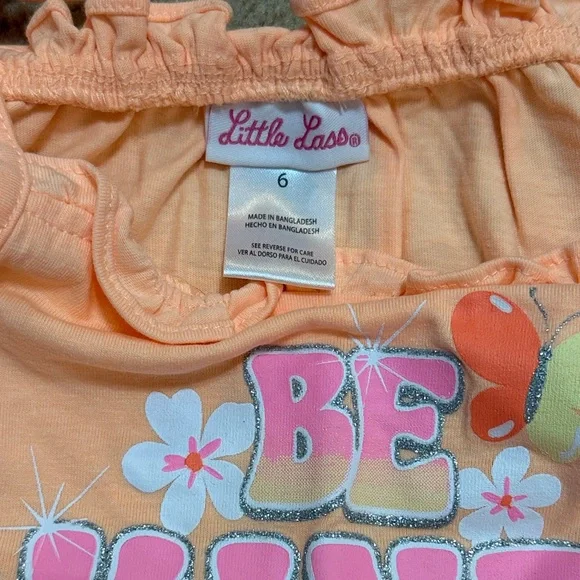 Little Lass®
6
MADE IN BANGLADESH
HECHO EN BANGLADESH
SEE REVERSE FOR CARE
VER AL DORSO PARA EL CUIDADO
BE